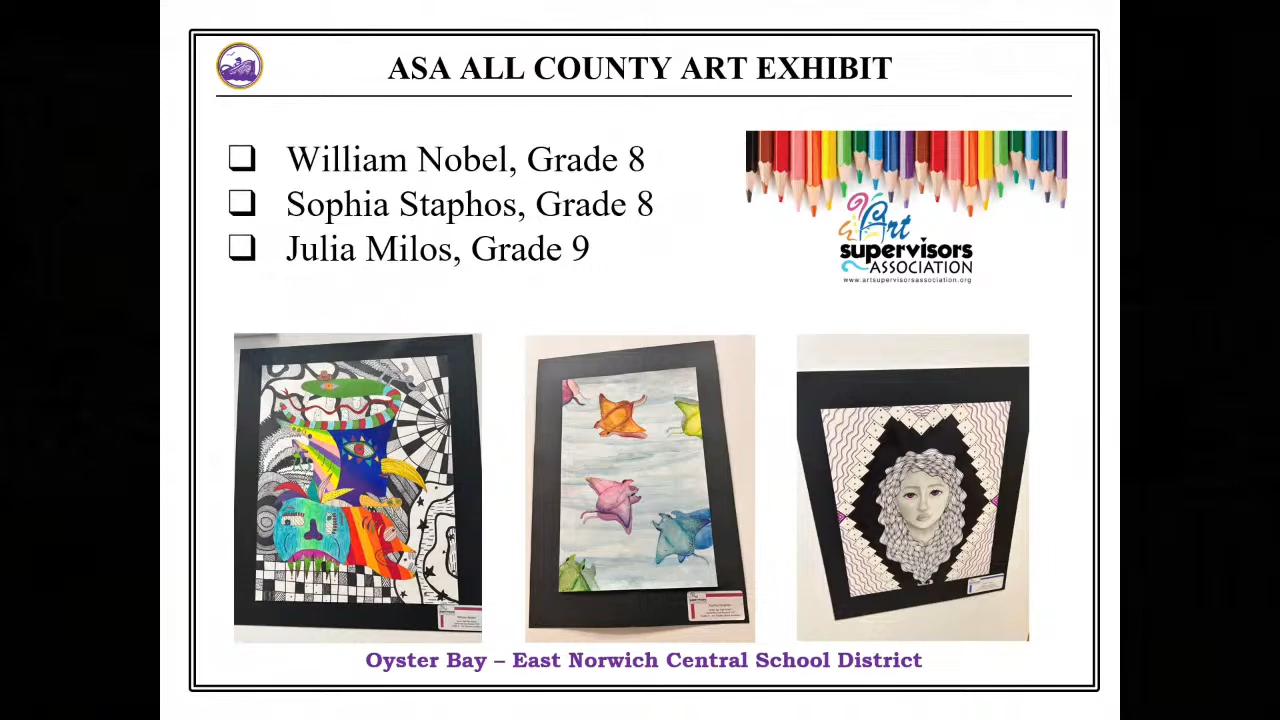 ASA ALL COUNTY ART EXHIBIT
William Nobel, Grade 8
Sophia Staphos, Grade 8
Julia Milos, Grade 9
Art
supervisors
ASSOCIATION
www.artsupervisorsassociation.org
Oyster Bay – East Norwich Central School District